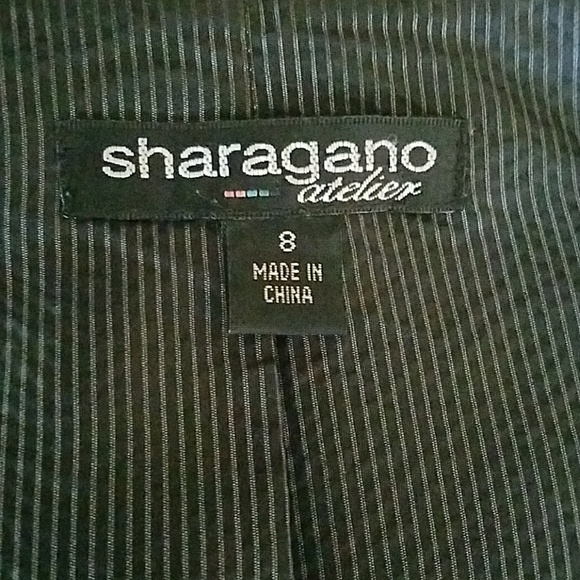 sharagano
atelier
8
MADE IN
CHINA